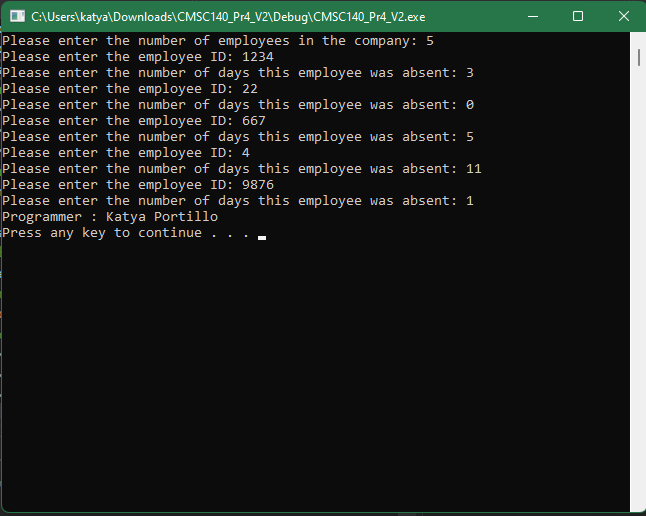 C:\Users\katya\Downloads\CMSC140_Pr4_V2\Debug\CMSC140_Pr4_V2.exe
Please enter the number of employees in the company: 5
Please enter the employee ID: 1234
Please enter the number of days this employee was absent: 3
Please enter the employee ID: 22
Please enter the number of days this employee was absent: 0
Please enter the employee ID: 667
Please enter the number of days this employee was absent: 5
Please enter the employee ID: 4
Please enter the number of days this employee was absent: 11
Please enter the employee ID: 9876
Please enter the number of days this employee was absent: 1
Programmer : Katya Portillo
Press any key to continue . . .